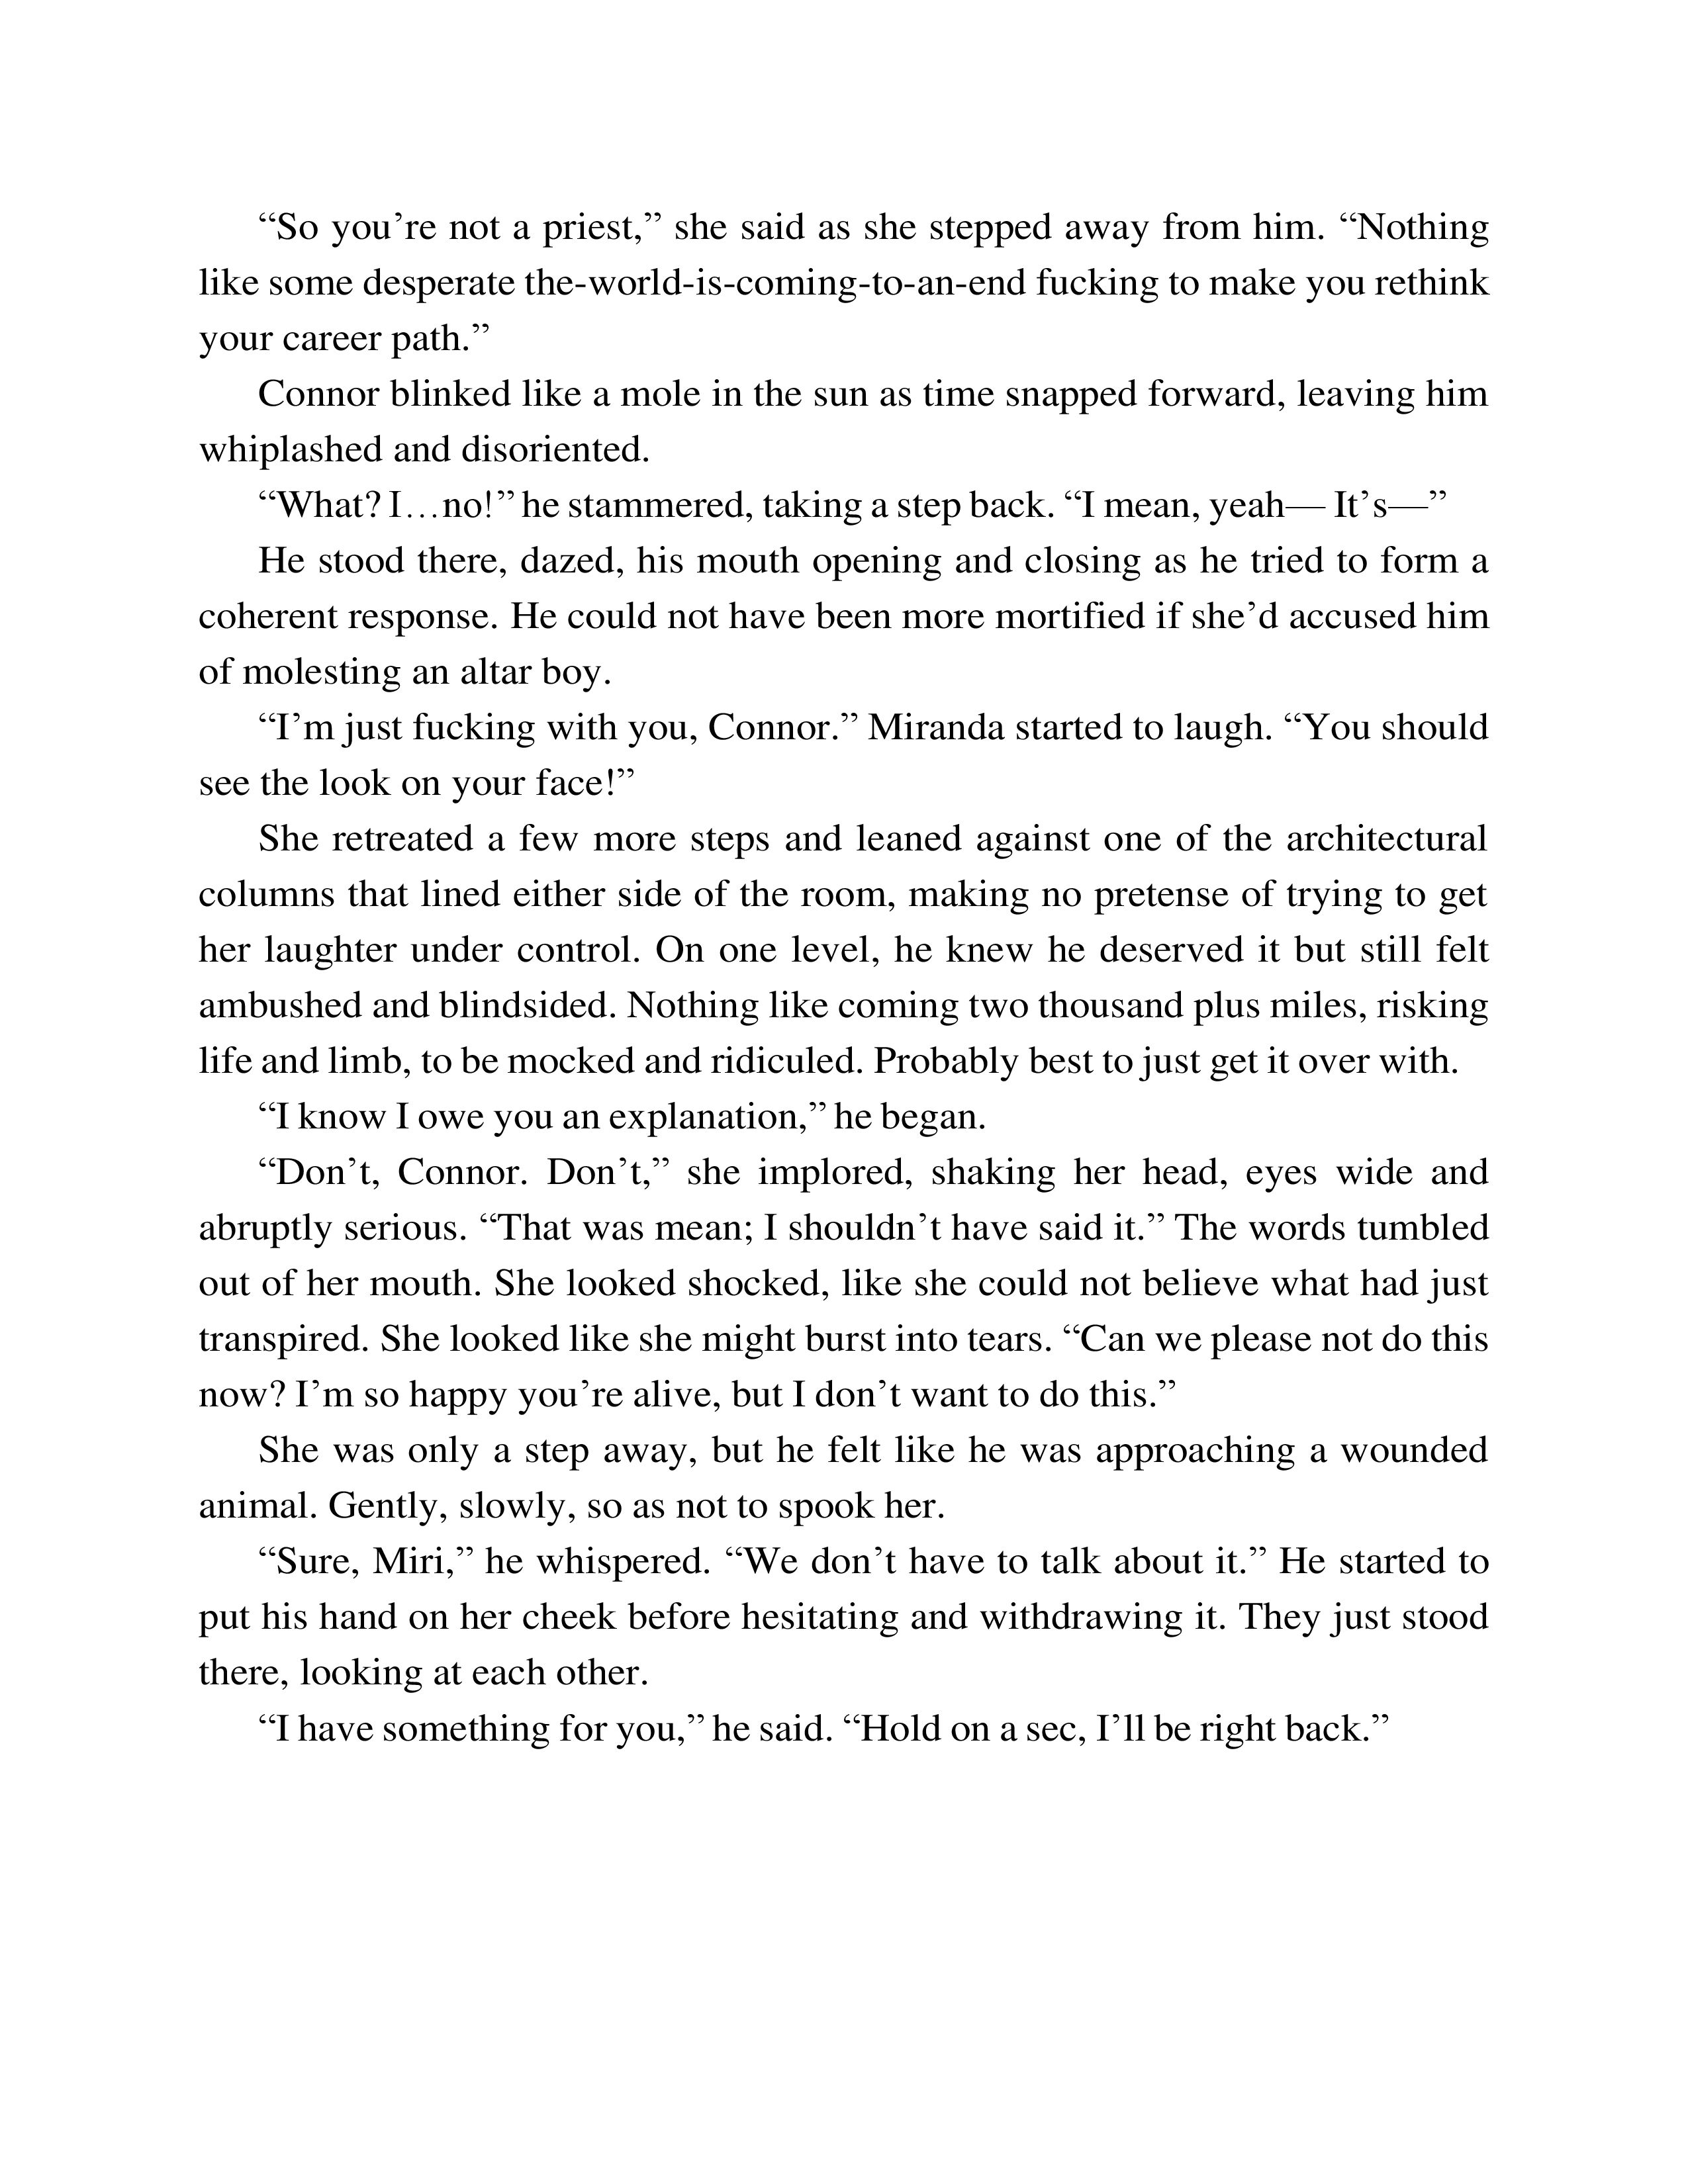 “So you’re not a priest,” she said as she stepped away from him. “Nothing
like some desperate the-world-is-coming-to-an-end fucking to make you rethink
your career path.”
Connor blinked like a mole in the sun as time snapped forward, leaving him
whiplashed and disoriented.
“What? I…no!” he stammered, taking a step back. “I mean, yeah— It’s—”
He stood there, dazed, his mouth opening and closing as he tried to form a
coherent response. He could not have been more mortified if she’d accused him
of molesting an altar boy.
“I’m just fucking with you, Connor.” Miranda started to laugh. “You should
see the look on your face!”
She retreated a few more steps and leaned against one of the architectural
columns that lined either side of the room, making no pretense of trying to get
her laughter under control. On one level, he knew he deserved it but still felt
ambushed and blindsided. Nothing like coming two thousand plus miles, risking
life and limb, to be mocked and ridiculed. Probably best to just get it over with.
“I know I owe you an explanation,” he began.
“Don’t, Connor. Don’t,” she implored, shaking her head, eyes wide and
abruptly serious. “That was mean; I shouldn’t have said it.” The words tumbled
out of her mouth. She looked shocked, like she could not believe what had just
transpired. She looked like she might burst into tears. “Can we please not do this
now? I’m so happy you’re alive, but I don’t want to do this.”
She was only a step away, but he felt like he was approaching a wounded
animal. Gently, slowly, so as not to spook her.
“Sure, Miri,” he whispered. “We don’t have to talk about it.” He started to
put his hand on her cheek before hesitating and withdrawing it. They just stood
there, looking at each other.
“I have something for you,” he said. “Hold on a sec, I’ll be right back.”